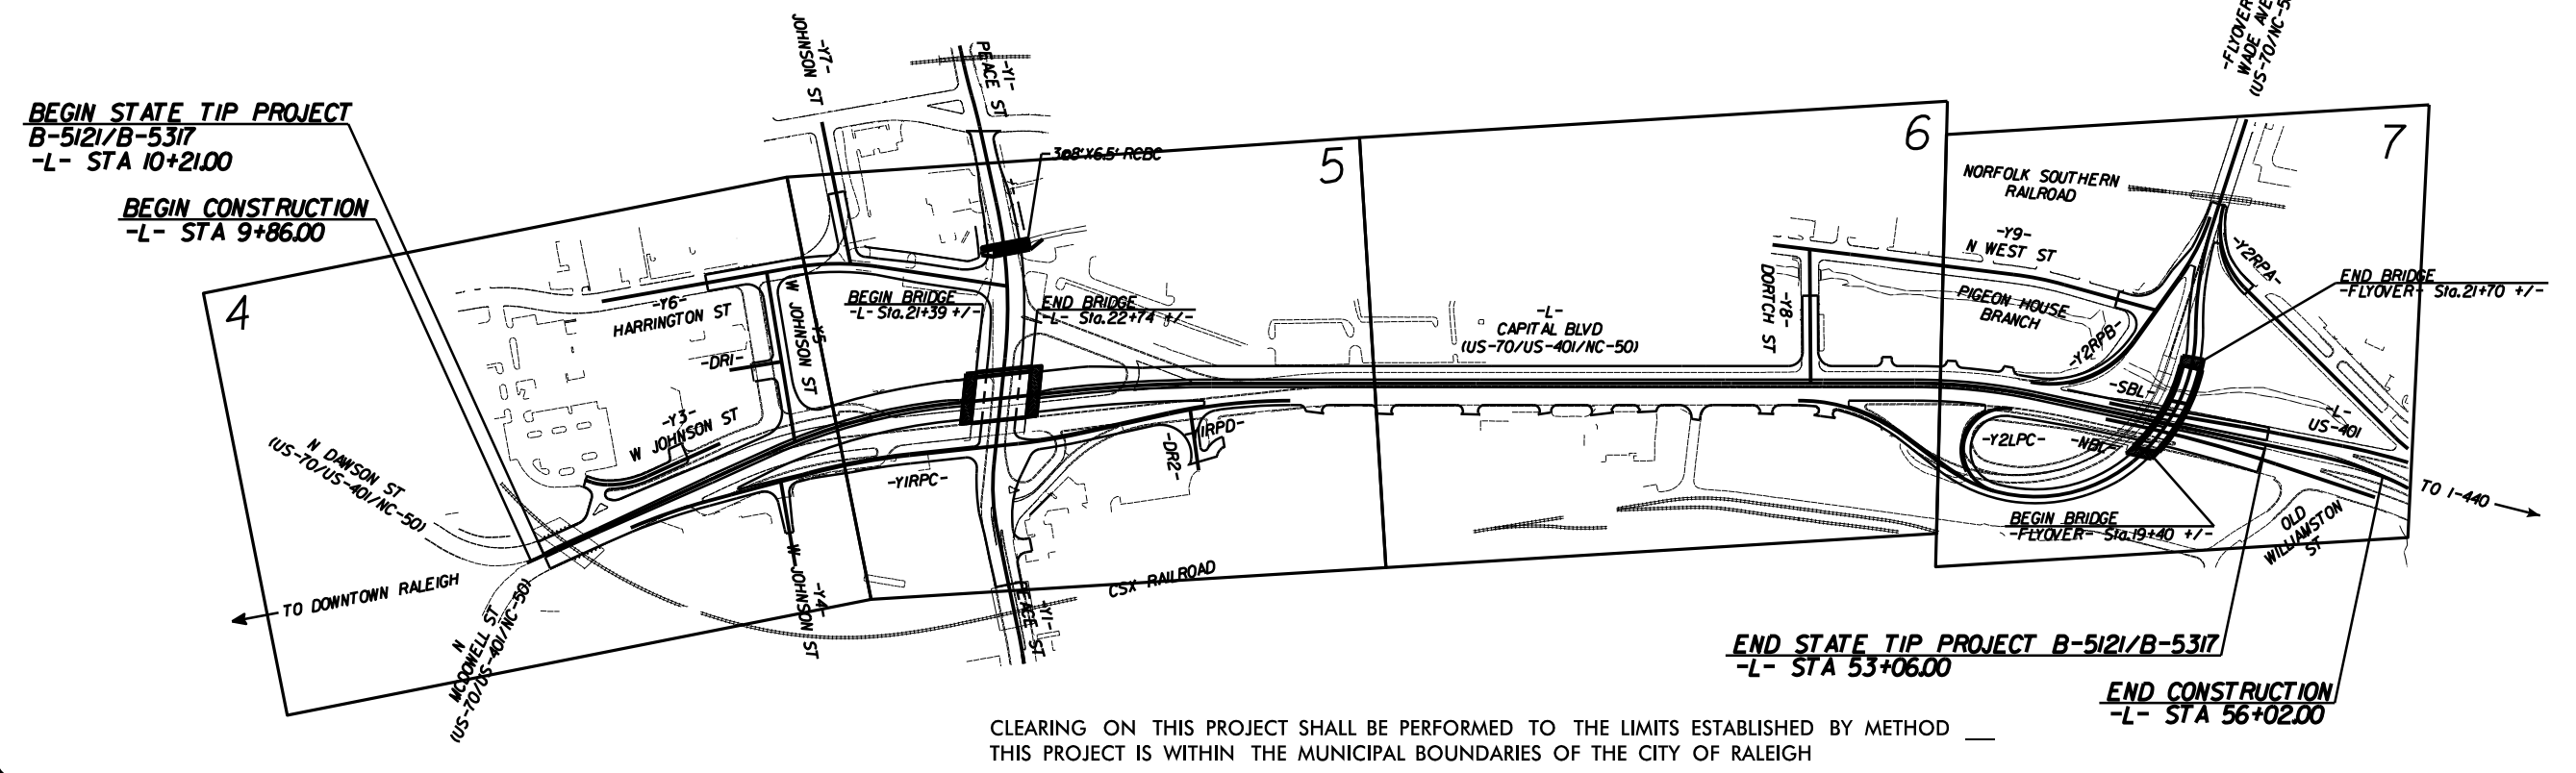 BEGIN STATE TIP PROJECT
B-5121/B-5317
-L- STA 10+21.00
BEGIN CONSTRUCTION
-L- STA 9+86.00
4
-Y7-
JOHNSON ST
-Y1-
PEACE ST
3@8'X6.5' RCBC
5
6
7
-FLYOVER-
WADE AVE
(US-70/NC-50
NORFOLK SOUTHERN
RAILROAD
-Y9-
N WEST ST
-Y2RPA-
END BRIDGE
-FLYOVER- Sta.21+70 +/-
PIGEON HOUSE
BRANCH
-Y2RPB-
-Y6-
HARRINGTON ST
-DR1-
-Y5-
W JOHNSON ST
BEGIN BRIDGE
-L- Sta.21+39 +/-
END BRIDGE
-L- Sta.22+74 +/-
-L-
CAPITAL BLVD
(US-70/US-401/NC-50)
-Y8-
DORTCH ST
-SBL-
-L-
US-401
-Y3-
W JOHNSON ST
N DAWSON ST
(US-70/US-401/NC-50)
-Y1RPC-
-DR2-
1RPD-
-Y2LPC-
-NBL-
TO I-440
BEGIN BRIDGE
-FLYOVER- Sta.19+40 +/-
OLD
WILLIAMSTON
ST
TO DOWNTOWN RALEIGH
N
MCDOWELL ST
(US-70/US-401/NC-50)
-Y4-
W JOHNSON ST
-Y1-
PEACE ST
CSX RAILROAD
END STATE TIP PROJECT B-5121/B-5317
-L- STA 53+06.00
END CONSTRUCTION
-L- STA 56+02.00
CLEARING ON THIS PROJECT SHALL BE PERFORMED TO THE LIMITS ESTABLISHED BY METHOD __
THIS PROJECT IS WITHIN THE MUNICIPAL BOUNDARIES OF THE CITY OF RALEIGH